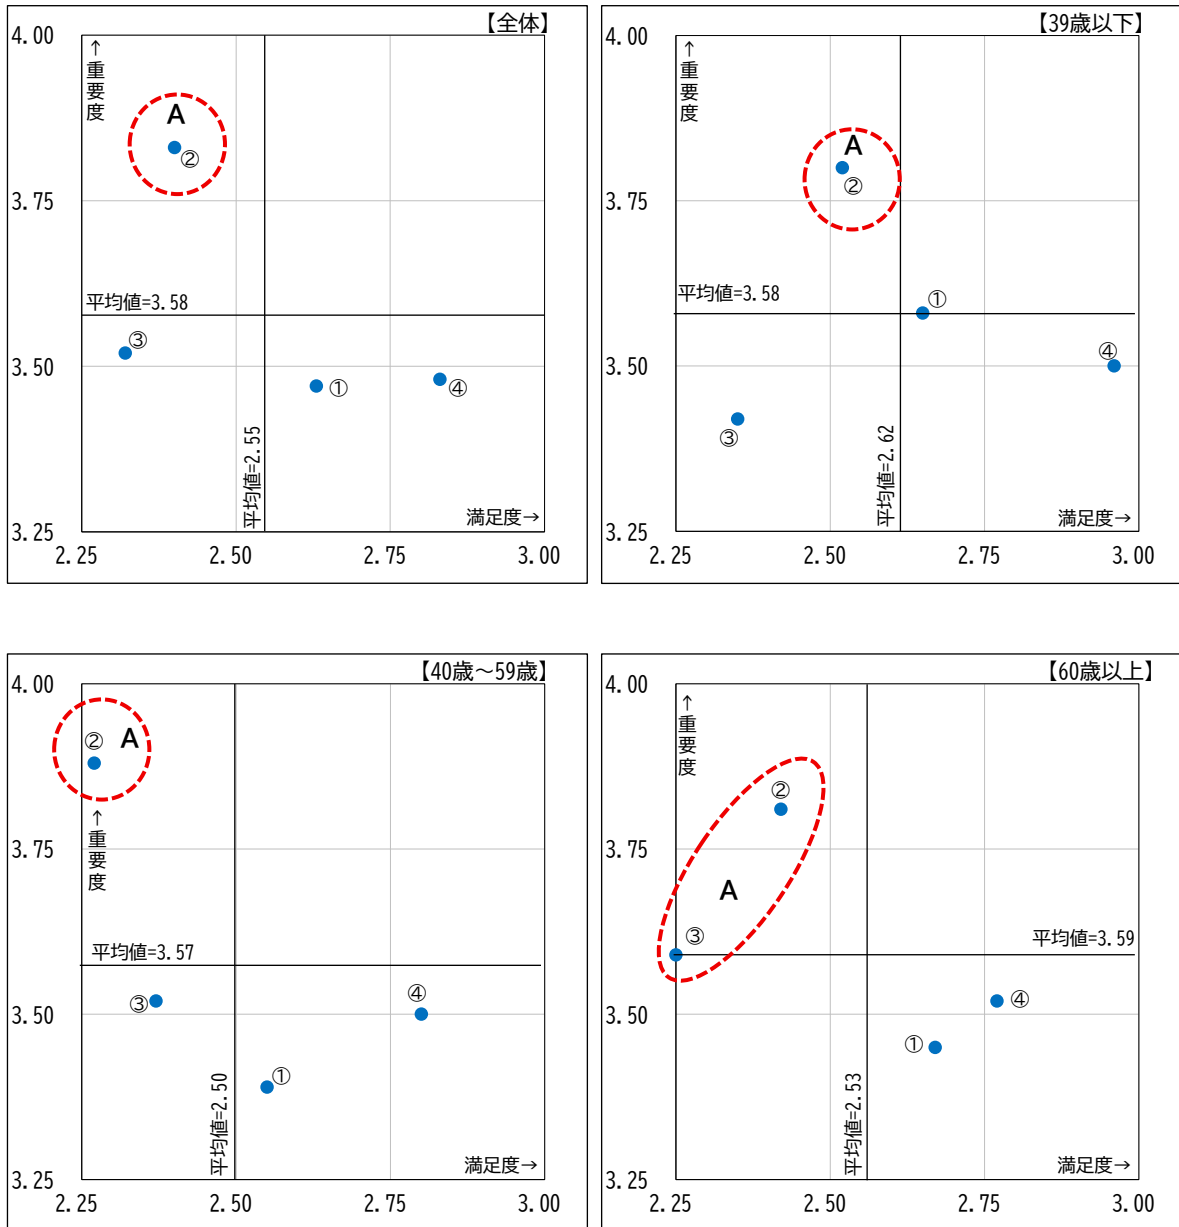 【全体】
4.00
↑
重
要
度
A
②
3.75
平均値=3.58
③
3.50
①
④
平均値=2.55
満足度→
3.25
2.25
2.50
2.75
3.00
【39歳以下】
4.00
↑
重
要
度
A
②
3.75
平均値=3.58
①
④
3.50
③
平均値=2.62
満足度→
3.25
2.25
2.50
2.75
3.00
【40歳～59歳】
4.00
②
A
↑
重
要
度
3.75
平均値=3.57
③
④
3.50
①
平均値=2.50
満足度→
3.25
2.25
2.50
2.75
3.00
【60歳以上】
4.00
↑
重
要
度
②
3.75
A
③
平均値=3.59
④
3.50
①
平均値=2.53
満足度→
3.25
2.25
2.50
2.75
3.00